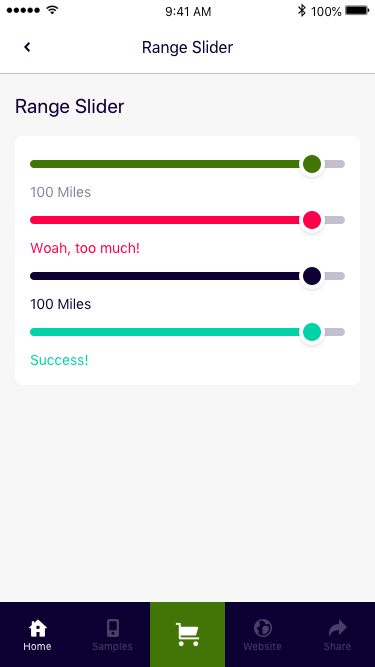 9:41 AM 100%
Range Slider
Range Slider
100 Miles
Woah, too much!
100 Miles
Success!
Home Samples Website Share